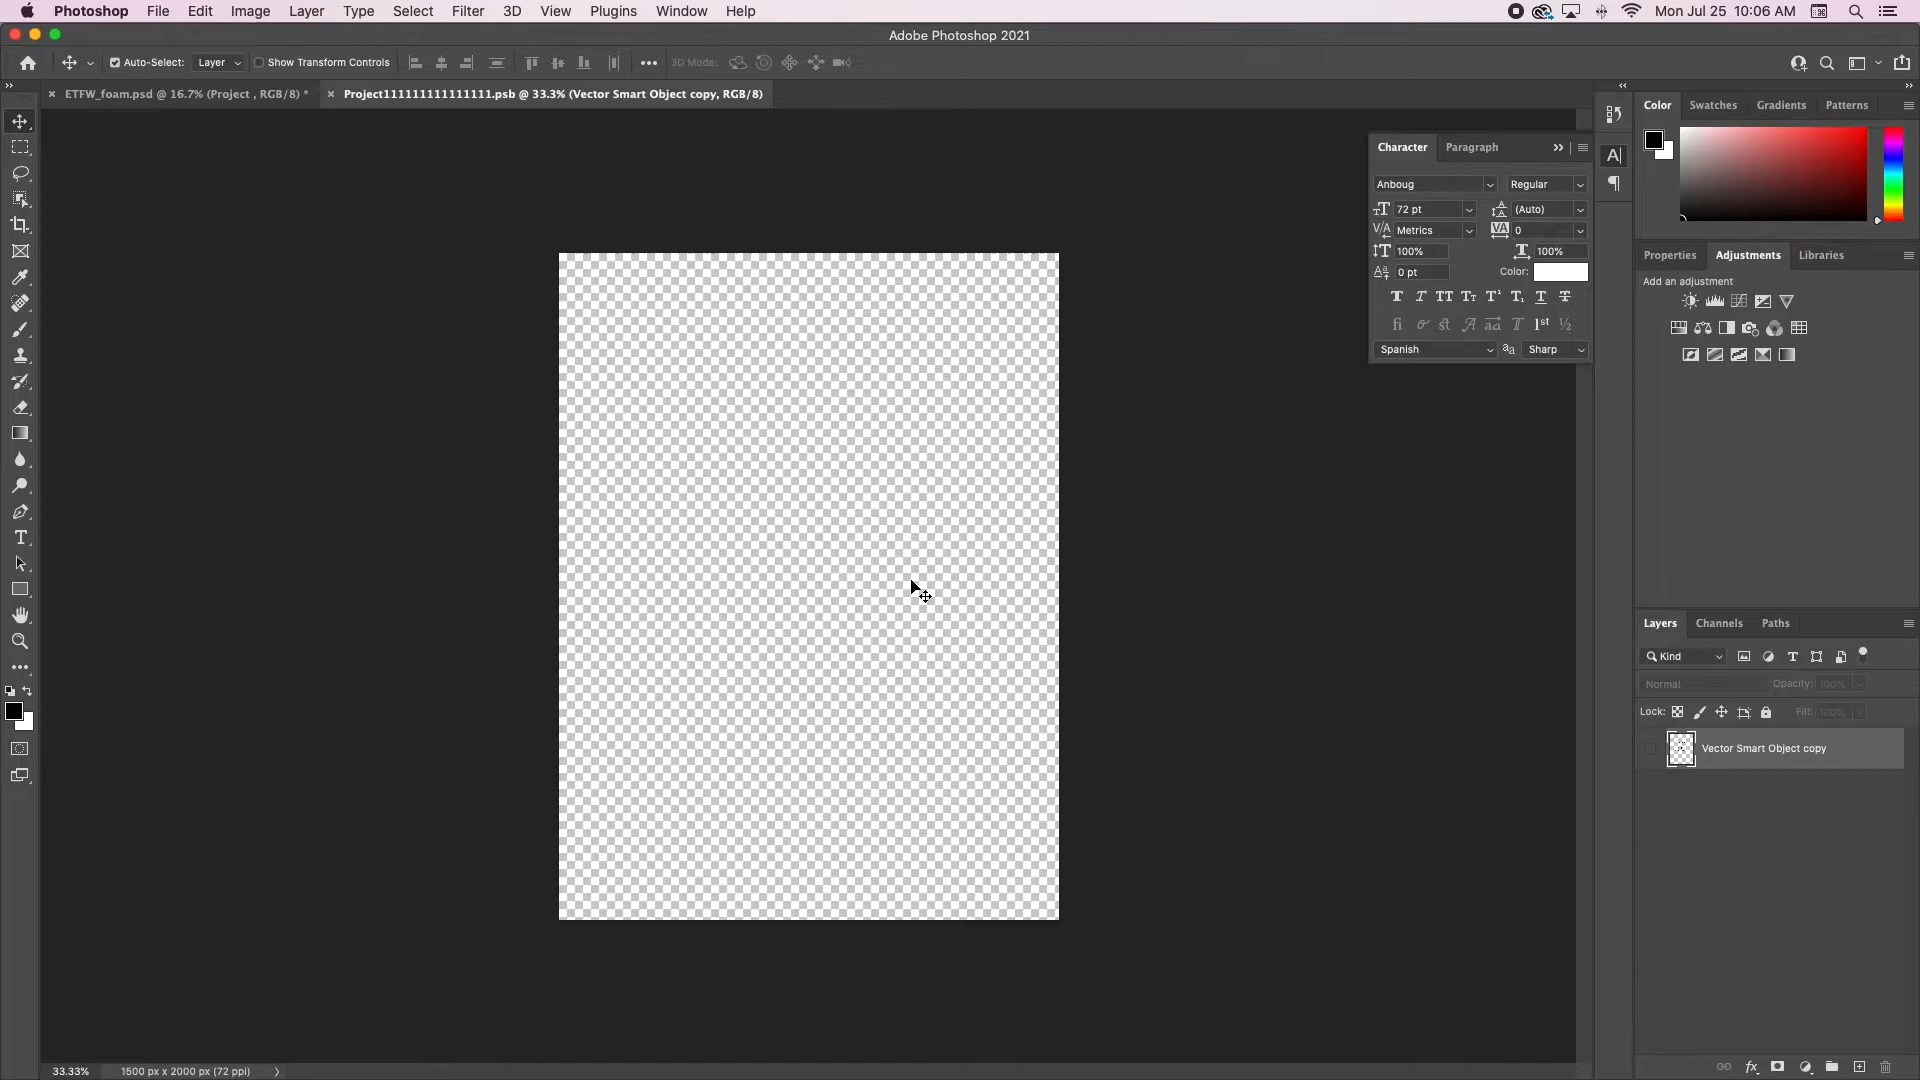 Photoshop File Edit Image Layer Type Select Filter 3D View Plugins Window Help Mon Jul 25 10:06 AM
Adobe Photoshop 2021
Auto-Select: Layer Show Transform Controls 3D Mode:
ETFW_foam.psd @ 16.7% (Project , RGB/8) *
Project111111111111111.psb @ 33.3% (Vector Smart Object copy, RGB/8)
Color Swatches Gradients Patterns
Character Paragraph
Anboug Regular
72 pt (Auto)
Metrics 0
100% 100%
0 pt Color:
Spanish Sharp
Properties Adjustments Libraries
Add an adjustment
Layers Channels Paths
Kind
Normal Opacity: 100%
Lock: Fill: 100%
Vector Smart Object copy
33.33% 1500 px x 2000 px (72 ppi)